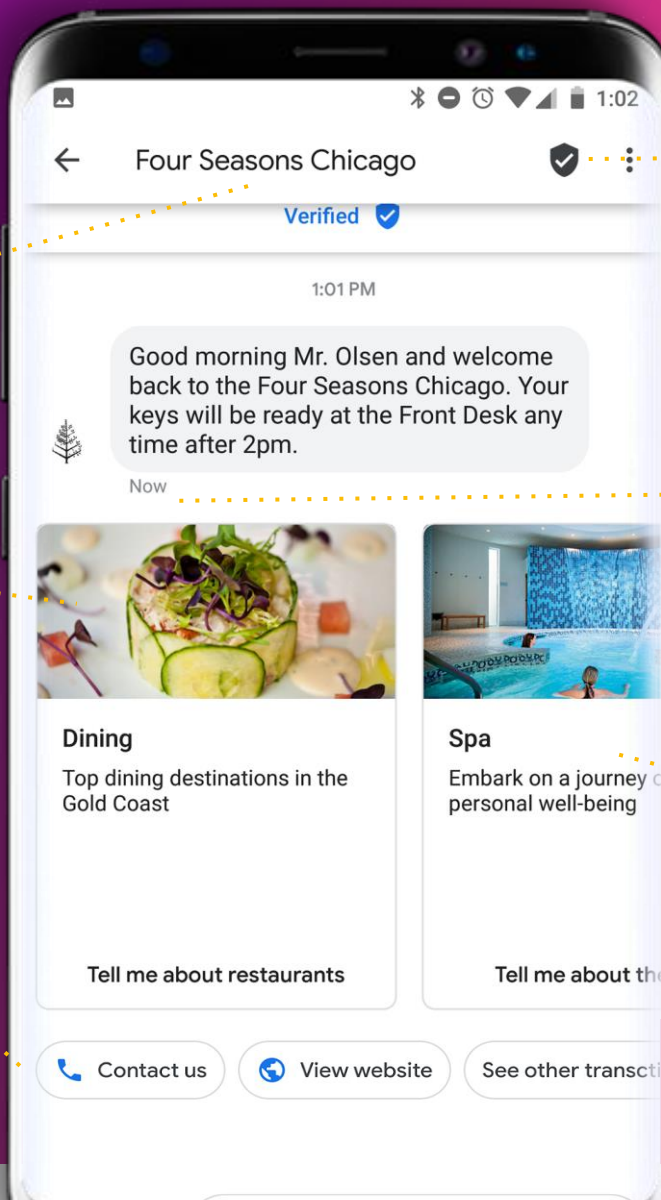 1:02
Four Seasons Chicago
Verified
1:01 PM
Good morning Mr. Olsen and welcome
back to the Four Seasons Chicago. Your
keys will be ready at the Front Desk any
time after 2pm.
Now
Dining
Top dining destinations in the
Gold Coast
Tell me about restaurants
Spa
Embark on a journey
personal well-being
Tell me about
Contact us
View website
See other